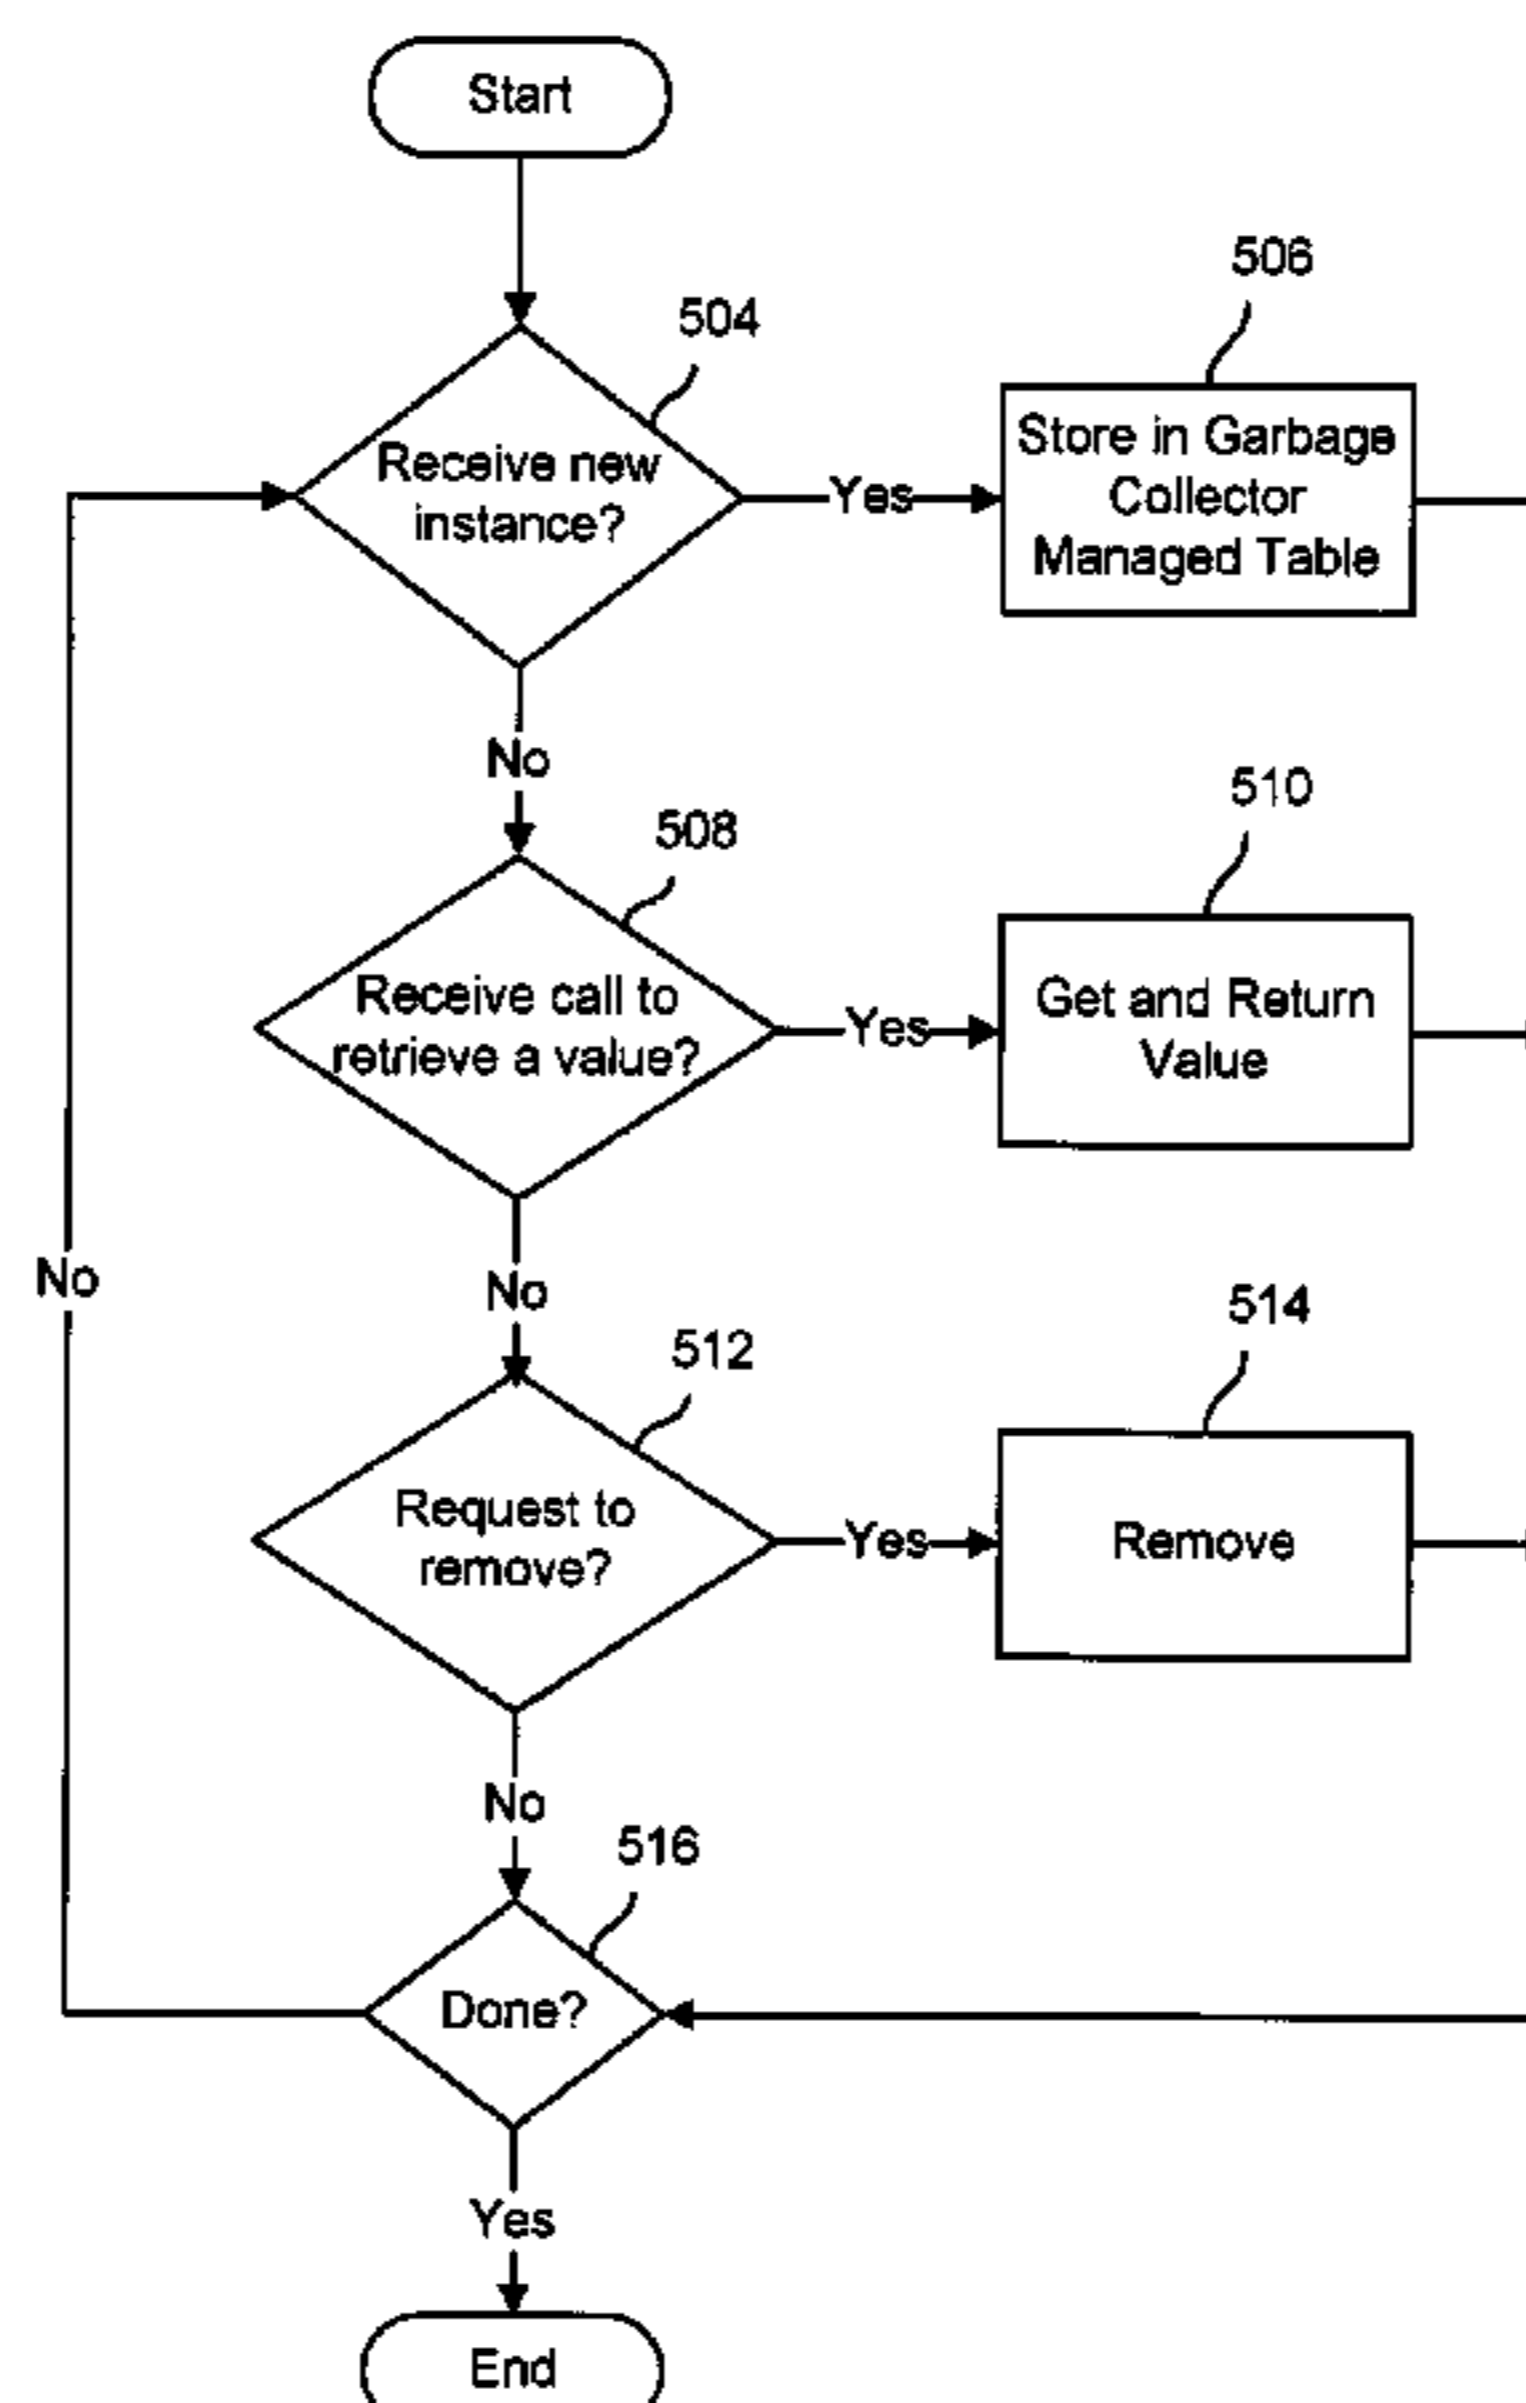 Start
504
506
Receive new
instance?
Yes
Store in Garbage
Collector
Managed Table
No
508
510
Receive call to
retrieve a value?
Yes
Get and Return
Value
No
No
512
514
Request to
remove?
Yes
Remove
No
516
Done?
Yes
End